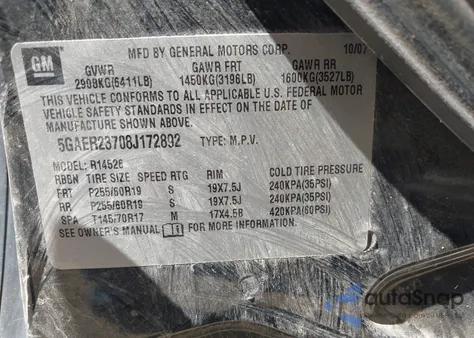 GM
MFD BY GENERAL MOTORS CORP. 10/07
GVWR GAWR FRT GAWR RR
2998KG(5411LB) 1450KG(3196LB) 1600KG(3527LB)
THIS VEHICLE CONFORMS TO ALL APPLICABLE U.S. FEDERAL MOTOR
VEHICLE SAFETY STANDARDS IN EFFECT ON THE DATE
OF MANUFACTURE SHOWN ABOVE.
5GAER23708J172892 TYPE: M.P.V.
MODEL: R14526
RBSN TIRE SIZE SPEED RTG RIM COLD TIRE PRESSURE
FRT P255/60R19 S 19X7.5J 240KPA(35PSI)
RR P255/60R19 S 19X7.5J 240KPA(35PSI)
SPA T145/70R17 M 17X4.5B 420KPA(60PSI)
SEE OWNER'S MANUAL FOR MORE INFORMATION.
autoSnap